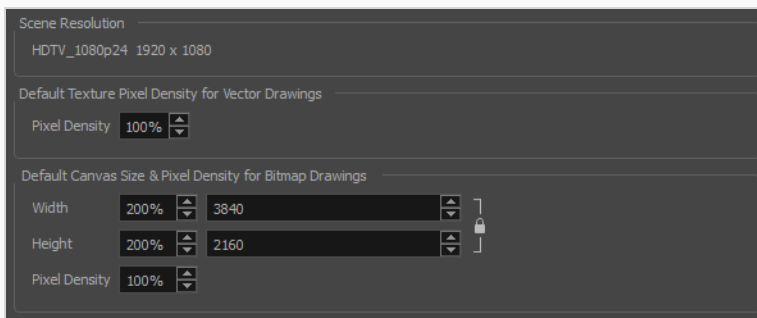 Scene Resolution
HDTV_1080p24 1920 x 1080
Default Texture Pixel Density for Vector Drawings
Pixel Density 100%
Default Canvas Size & Pixel Density for Bitmap Drawings
Width 200% 3840
Height 200% 2160
Pixel Density 100%